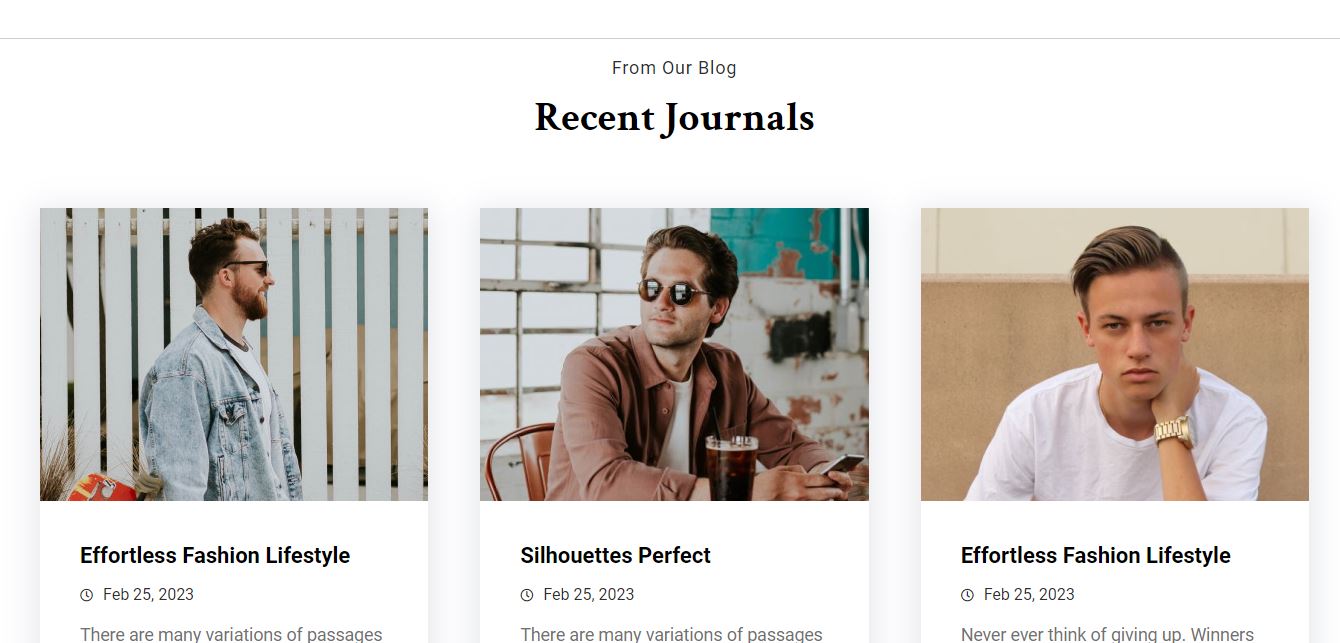 From Our Blog
Recent Journals
Effortless Fashion Lifestyle
Feb 25, 2023
There are many variations of passages
Silhouettes Perfect
Feb 25, 2023
There are many variations of passages
Effortless Fashion Lifestyle
Feb 25, 2023
Never ever think of giving up. Winners